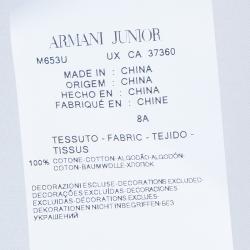 ARMANI JUNIOR
M653U UX CA 37360
MADE IN : CHINA
ORIGEM : CHINA
HECHO EN : CHINA
FABRIQUÉ EN : CHINE
8A
TESSUTO - FABRIC - TEJIDO -
TISSUS
100% COTONE-COTTON-ALGODÃO-ALGODÓN-
COTON-BAUMWOLLE-ХЛОПОК
DECORAZIONI ESCLUSE-DECORATIONS EXCLUDED-
DECORAÇÕES EXCLUÍDAS-DECORACIONES
EXCLUIDAS-DÉCORATIONS EXCLUES-
DEKORATIONEN NICHT INBEGRIFFEN-БЕЗ
УКРАШЕНИЙ